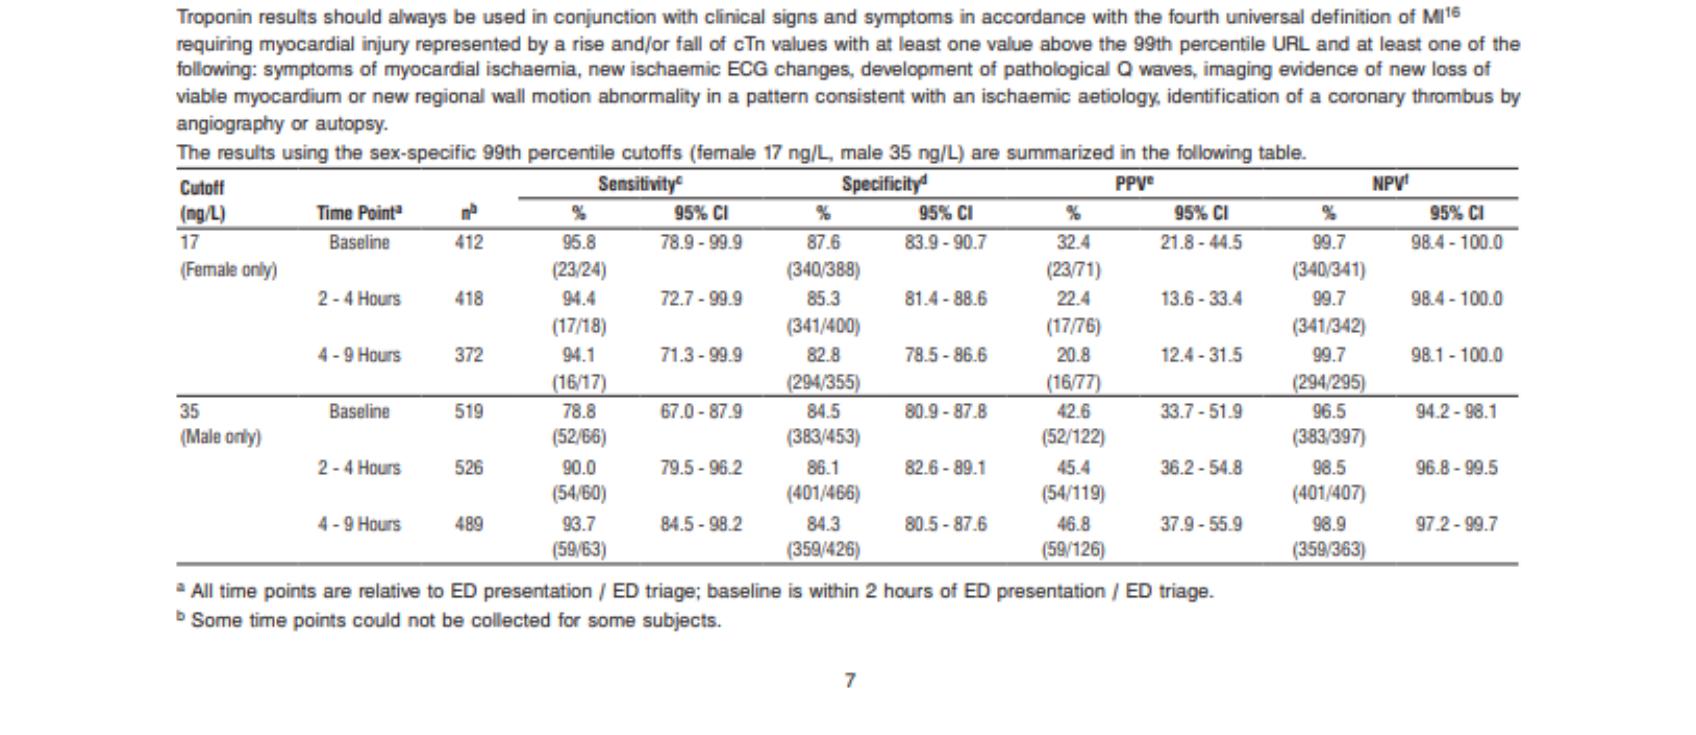 Troponin results should always be used in conjunction with clinical signs and symptoms in accordance with the fourth universal definition of MI16
requiring myocardial injury represented by a rise and/or fall of cTn values with at least one value above the 99th percentile URL and at least one of the
following: symptoms of myocardial ischaemia, new ischaemic ECG changes, development of pathological Q waves, imaging evidence of new loss of
viable myocardium or new regional wall motion abnormality in a pattern consistent with an ischaemic aetiology, identification of a coronary thrombus by
angiography or autopsy.
The results using the sex-specific 99th percentile cutoffs (female 17 ng/L, male 35 ng/L) are summarized in the following table.
Cutoff Sensitivityc Specificityd PPVe NPVf
(ng/L) Time Pointa nb % 95% CI % 95% CI % 95% CI % 95% CI
17 Baseline 412 95.8 78.9 - 99.9 87.6 83.9 - 90.7 32.4 21.8 - 44.5 99.7 98.4 - 100.0
(Female only) (23/24) (340/388) (23/71) (340/341)
2 - 4 Hours 418 94.4 72.7 - 99.9 85.3 81.4 - 88.6 22.4 13.6 - 33.4 99.7 98.4 - 100.0
(17/18) (341/400) (17/76) (341/342)
4 - 9 Hours 372 94.1 71.3 - 99.9 82.8 78.5 - 86.6 20.8 12.4 - 31.5 99.7 98.1 - 100.0
(16/17) (294/355) (16/77) (294/295)
35 Baseline 519 78.8 67.0 - 87.9 84.5 80.9 - 87.8 42.6 33.7 - 51.9 96.5 94.2 - 98.1
(Male only) (52/66) (383/453) (52/122) (383/397)
2 - 4 Hours 526 90.0 79.5 - 96.2 86.1 82.6 - 89.1 45.4 36.2 - 54.8 98.5 96.8 - 99.5
(54/60) (401/466) (54/119) (401/407)
4 - 9 Hours 489 93.7 84.5 - 98.2 84.3 80.5 - 87.6 46.8 37.9 - 55.9 98.9 97.2 - 99.7
(59/63) (359/426) (59/126) (359/363)
a All time points are relative to ED presentation / ED triage; baseline is within 2 hours of ED presentation / ED triage.
b Some time points could not be collected for some subjects.
7